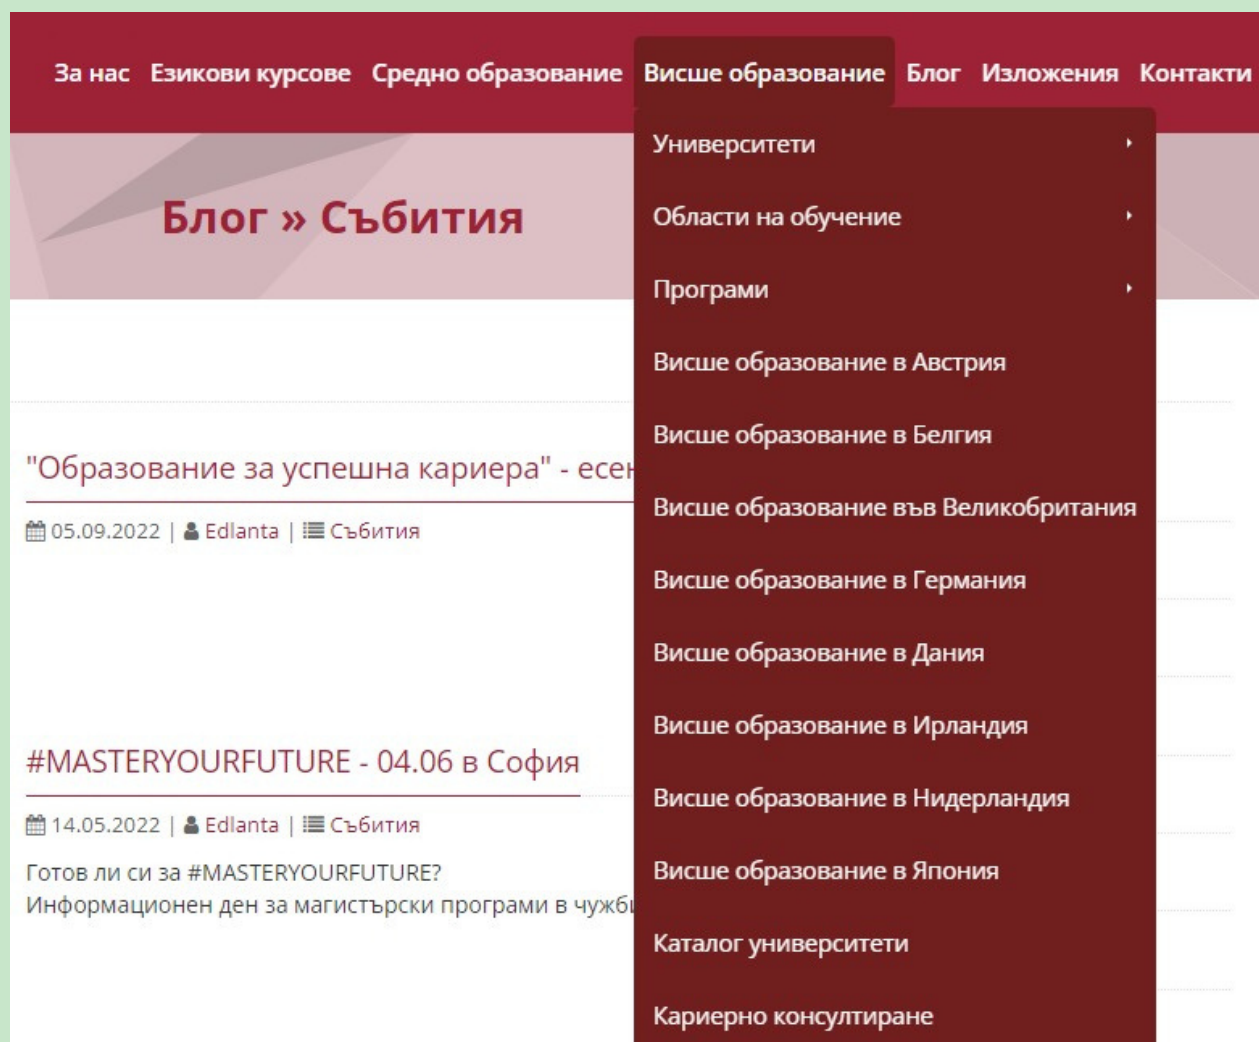 За нас Езикови курсове Средно образование Висше образование Блог Изложения Контакти
Блог » Събития
"Образование за успешна кариера" -
05.09.2022 | Edlanta | Събития
#MASTERYOURFUTURE - 04.06 в София
14.05.2022 | Edlanta | Събития
Готов ли си за #MASTERYOURFUTURE?
Информационен ден за магистърски програми в
Университети
Области на обучение
Програми
Висше образование в Австрия
Висше образование в Белгия
Висше образование във Великобритания
Висше образование в Германия
Висше образование в Дания
Висше образование в Ирландия
Висше образование в Нидерландия
Висше образование в Япония
Каталог университети
Кариерно консултиране